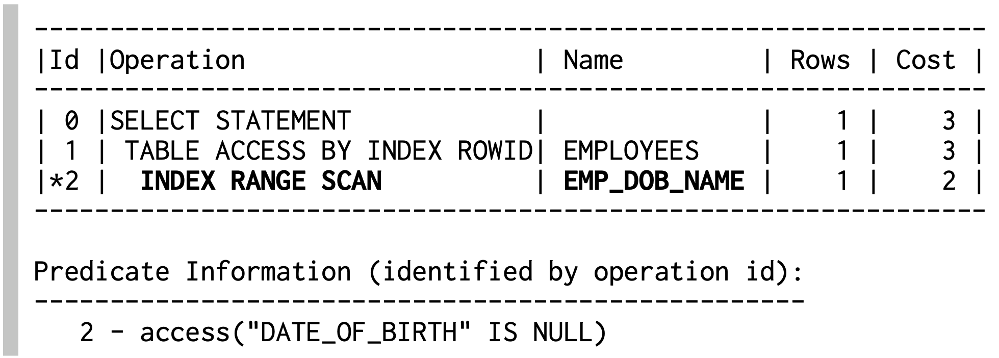 ---------------------------------------------------------------
|Id |Operation                   | Name         | Rows | Cost |
---------------------------------------------------------------
| 0 |SELECT STATEMENT            |              |    1 |    3 |
| 1 | TABLE ACCESS BY INDEX ROWID| EMPLOYEES    |    1 |    3 |
|*2 |  INDEX RANGE SCAN          | EMP_DOB_NAME |    1 |    2 |
---------------------------------------------------------------
Predicate Information (identified by operation id):
---------------------------------------------------
   2 - access("DATE_OF_BIRTH" IS NULL)